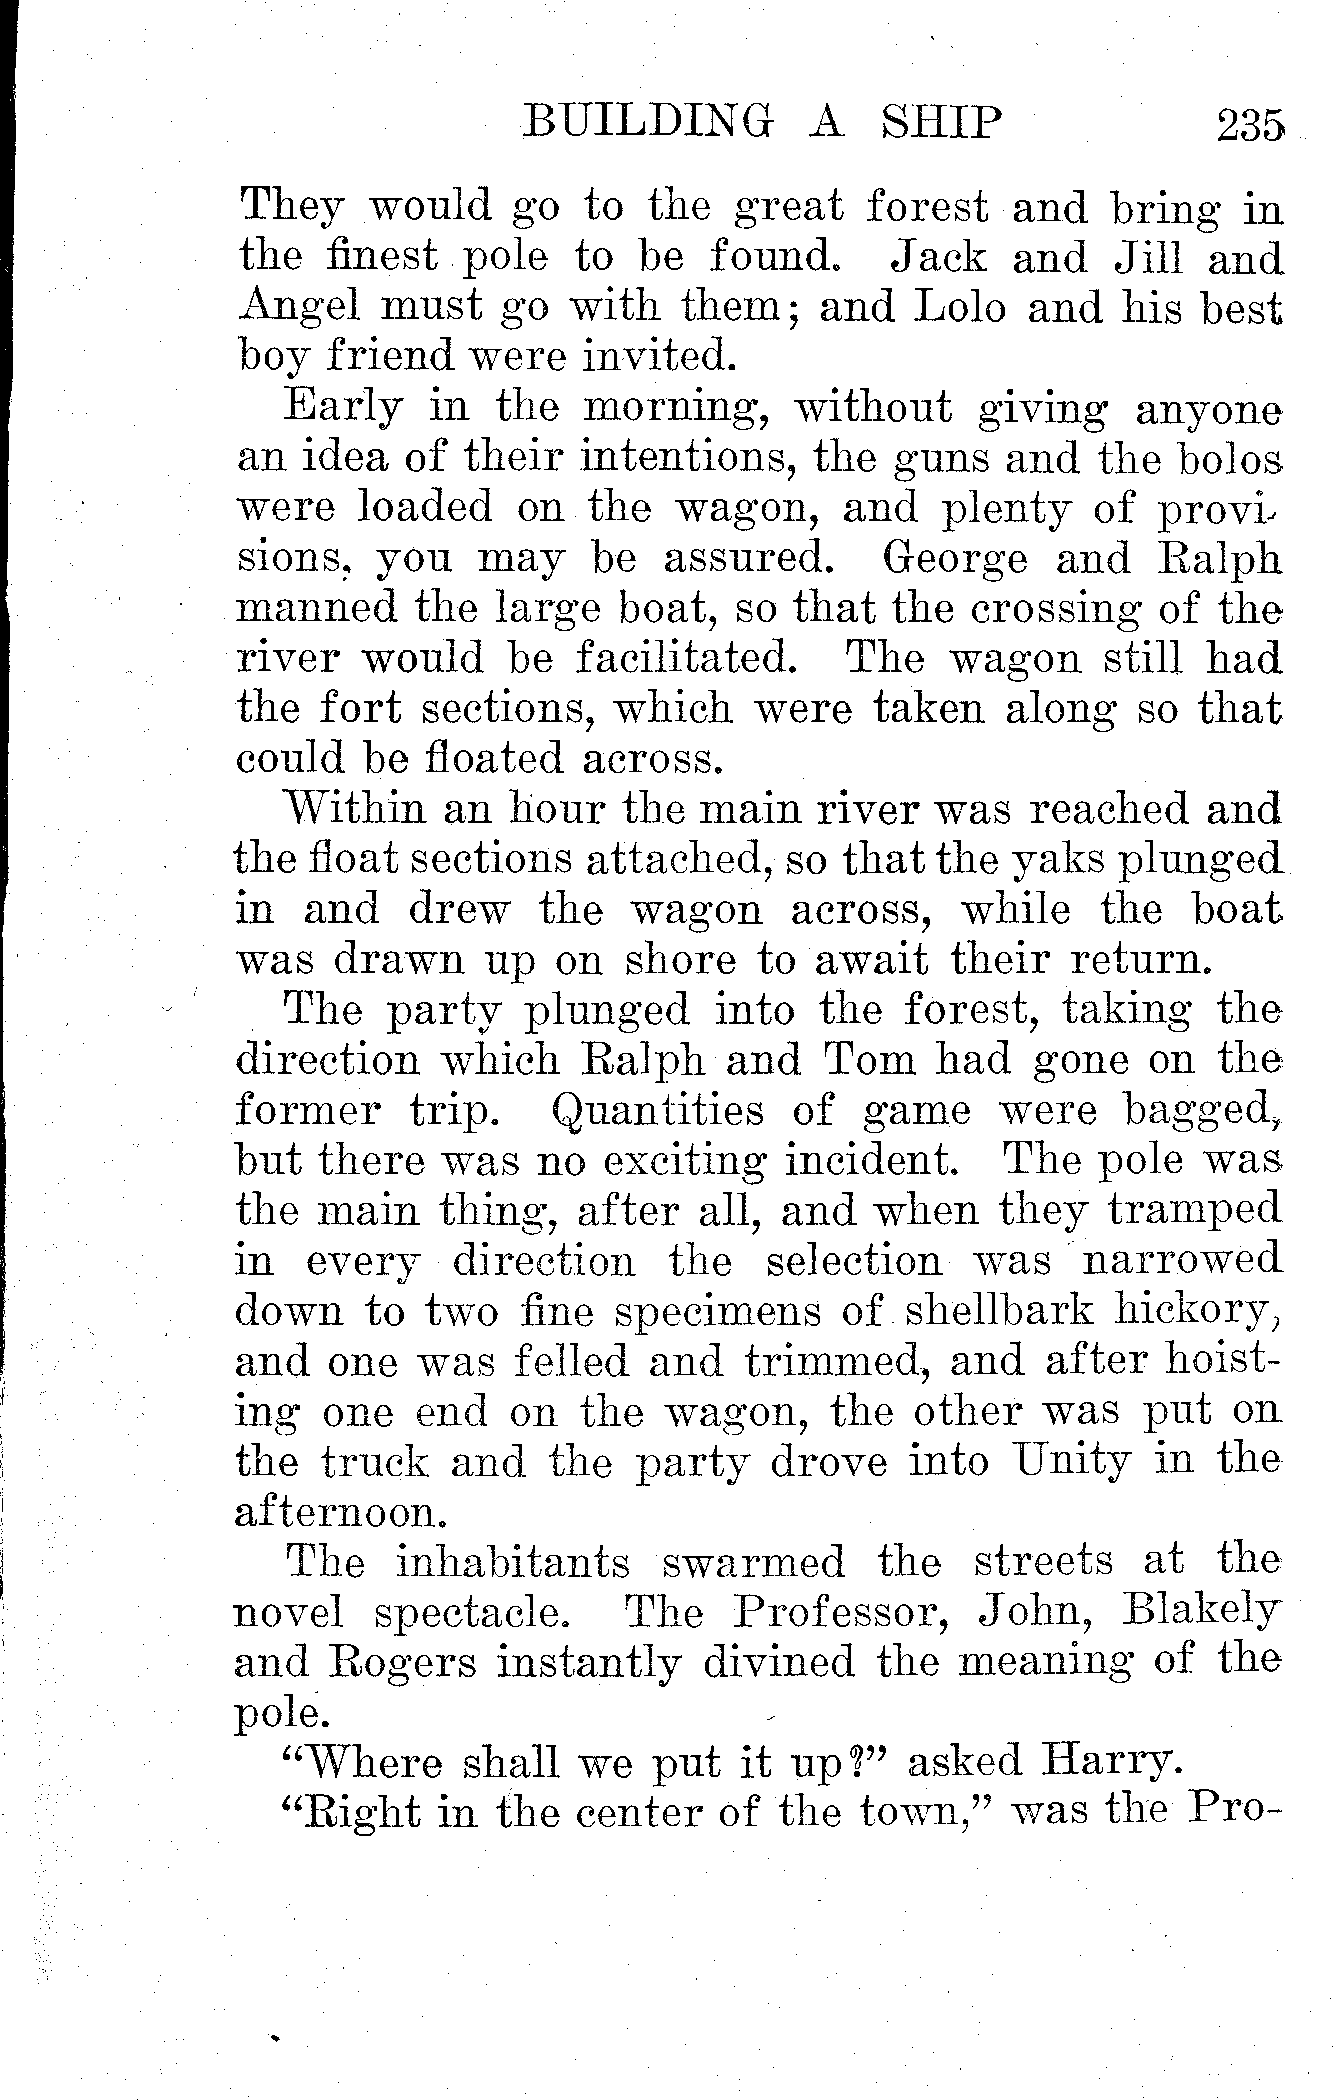 BUILDING A SHIP 235
They would go to the great forest and bring in
the finest pole to be found. Jack and Jill and
Angel must go with them; and Lolo and his best
boy friend were invited.
Early in the morning, without giving anyone
an idea of their intentions, the guns and the bolos
were loaded on the wagon, and plenty of provi-
sions, you may be assured. George and Ralph
manned the large boat, so that the crossing of the
river would be facilitated. The wagon still had
the fort sections, which were taken along so that
could be floated across.
Within an hour the main river was reached and
the float sections attached, so that the yaks plunged
in and drew the wagon across, while the boat
was drawn up on shore to await their return.
The party plunged into the forest, taking the
direction which Ralph and Tom had gone on the
former trip. Quantities of game were bagged,
but there was no exciting incident. The pole was
the main thing, after all, and when they tramped
in every direction the selection was narrowed
down to two fine specimens of shellbark hickory,
and one was felled and trimmed, and after hoist-
ing one end on the wagon, the other was put on
the truck and the party drove into Unity in the
afternoon.
The inhabitants swarmed the streets at the
novel spectacle. The Professor, John, Blakely
and Rogers instantly divined the meaning of the
pole.
“Where shall we put it up?” asked Harry.
“Right in the center of the town,” was the Pro-